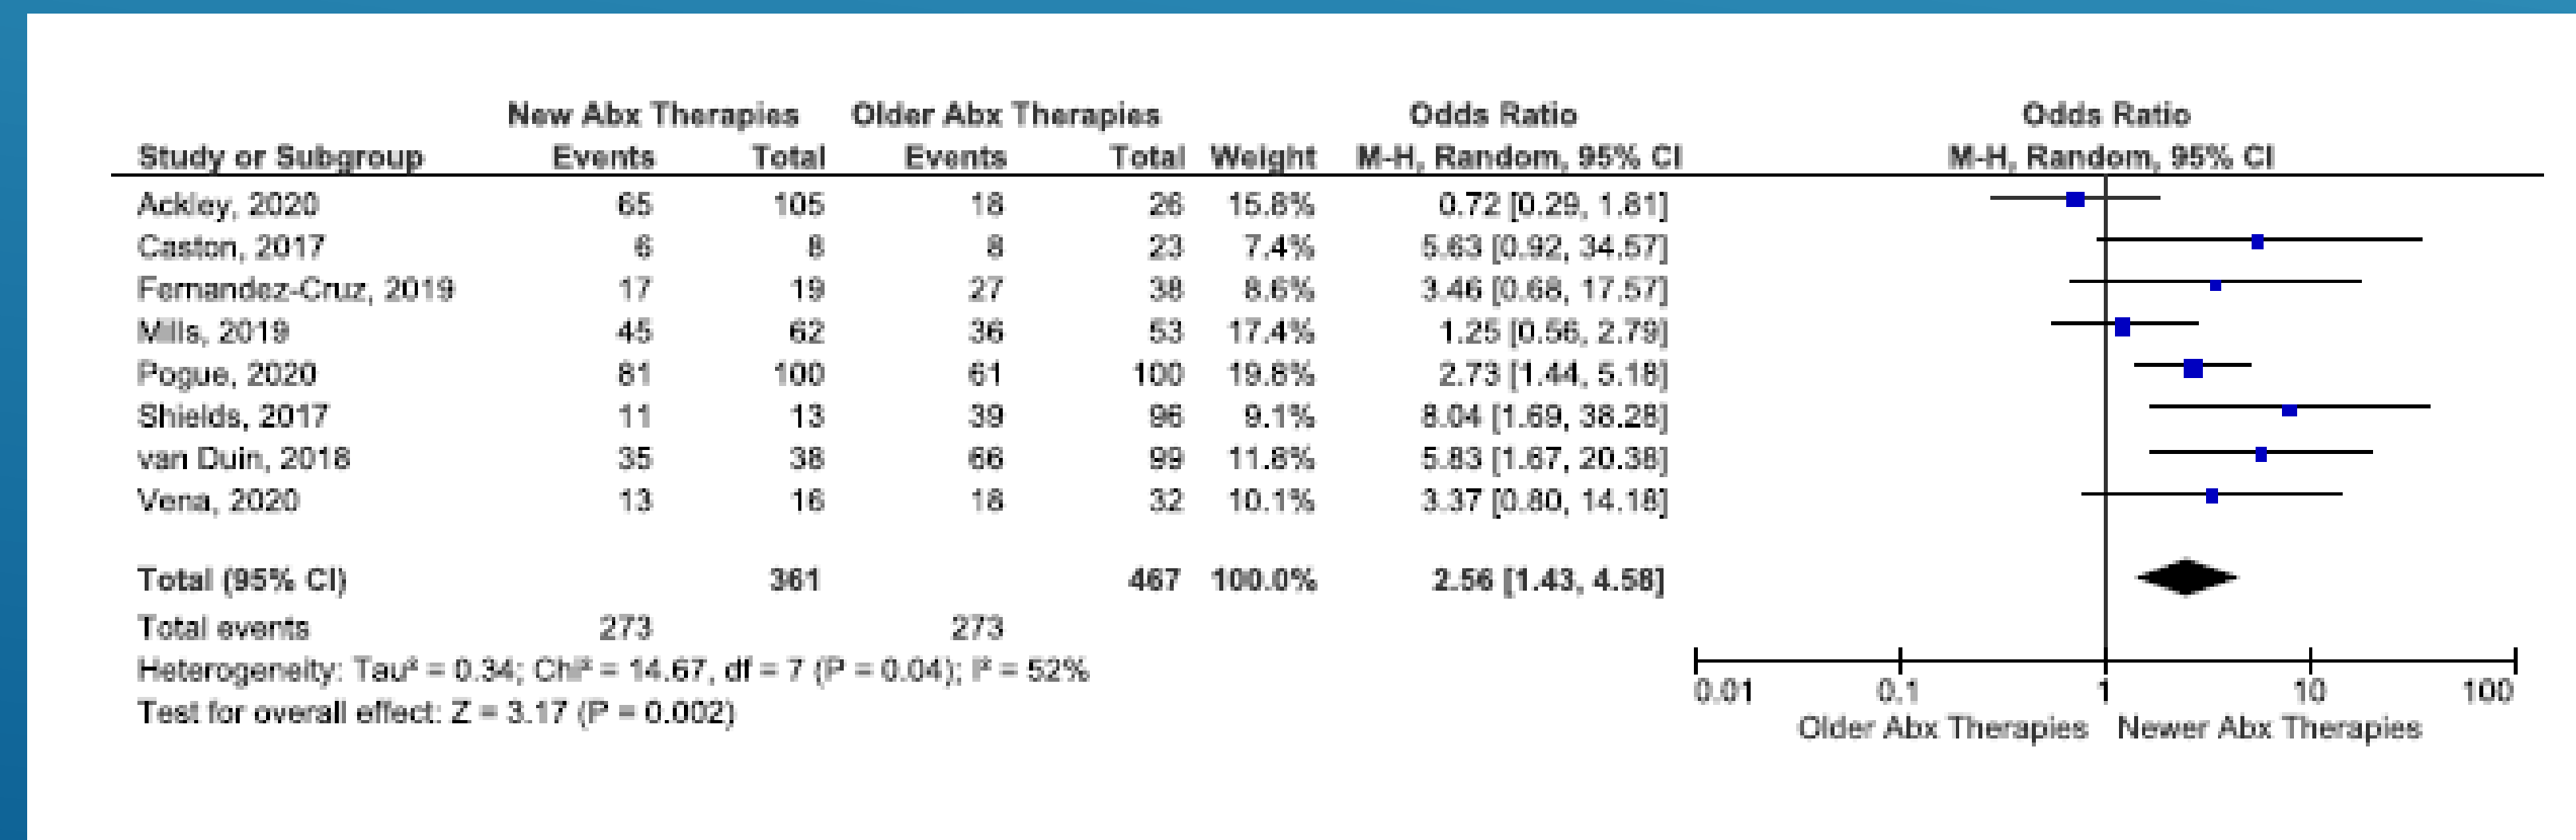 New Abx Therapies Older Abx Therapies Odds Ratio Odds Ratio
Study or Subgroup Events Total Events Total Weight M-H, Random, 95% CI M-H, Random, 95% CI
Ackley, 2020 65 105 18 26 15.8% 0.72 [0.29, 1.81]
Caston, 2017 6 8 8 23 7.4% 5.63 [0.92, 34.57]
Fernandez-Cruz, 2019 17 19 27 38 8.6% 3.46 [0.68, 17.57]
Mills, 2019 45 62 36 53 17.4% 1.25 [0.56, 2.79]
Pogue, 2020 81 100 61 100 19.8% 2.73 [1.44, 5.18]
Shields, 2017 11 13 39 96 9.1% 8.04 [1.69, 38.28]
van Duin, 2018 35 38 66 99 11.8% 5.83 [1.67, 20.38]
Vena, 2020 13 16 18 32 10.1% 3.37 [0.80, 14.18]
Total (95% CI) 361 467 100.0% 2.56 [1.43, 4.58]
Total events 273 273
Heterogeneity: Tau² = 0.34; Chi² = 14.67, df = 7 (P = 0.04); I² = 52%
Test for overall effect: Z = 3.17 (P = 0.002)
0.01 0.1 1 10 100
Older Abx Therapies Newer Abx Therapies